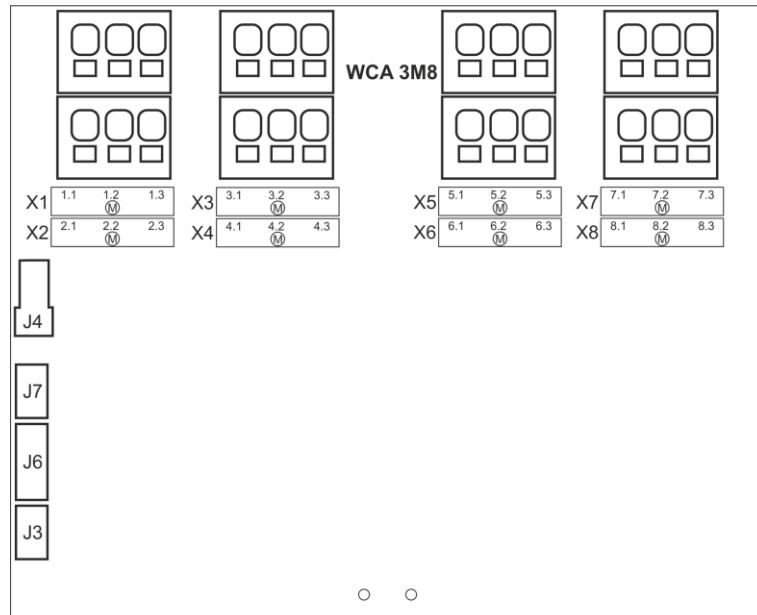 WCA 3M8
X1 1.1 1.2 1.3
M
X2 2.1 2.2 2.3
M
X3 3.1 3.2 3.3
M
X4 4.1 4.2 4.3
M
X5 5.1 5.2 5.3
M
X6 6.1 6.2 6.3
M
X7 7.1 7.2 7.3
M
X8 8.1 8.2 8.3
M
J4
J7
J6
J3